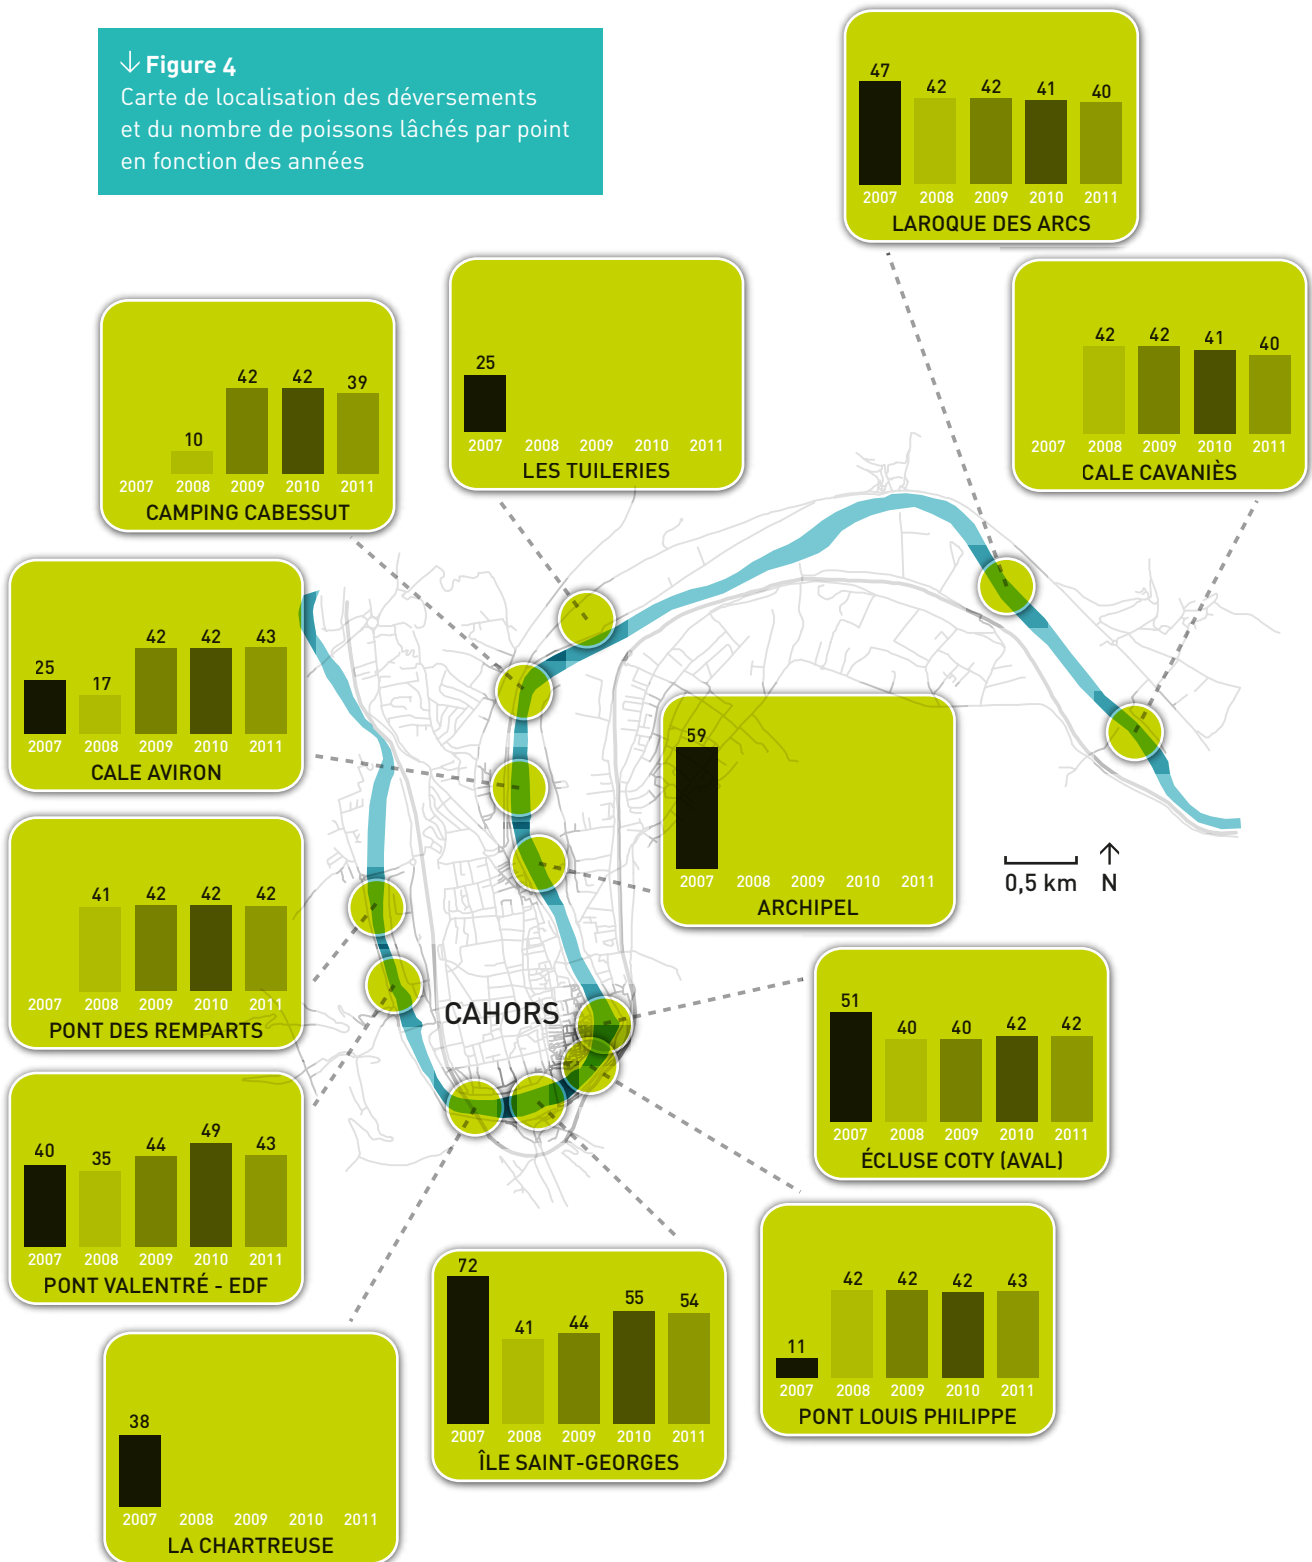 ↓ Figure 4
Carte de localisation des déversements
et du nombre de poissons lâchés par point
en fonction des années
47 42 42 41 40
2007 2008 2009 2010 2011
LAROQUE DES ARCS
25
2007 2008 2009 2010 2011
LES TUILERIES
42 42 41 40
2007 2008 2009 2010 2011
CALE CAVANIÈS
10 42 42 39
2007 2008 2009 2010 2011
CAMPING CABESSUT
25 17 42 42 43
2007 2008 2009 2010 2011
CALE AVIRON
59
2007 2008 2009 2010 2011
ARCHIPEL
0,5 km N
41 42 42 42
2007 2008 2009 2010 2011
PONT DES REMPARTS
CAHORS
51 40 40 42 42
2007 2008 2009 2010 2011
ÉCLUSE COTY (AVAL)
40 35 44 49 43
2007 2008 2009 2010 2011
PONT VALENTRÉ - EDF
11 42 42 42 43
2007 2008 2009 2010 2011
PONT LOUIS PHILIPPE
72 41 44 55 54
2007 2008 2009 2010 2011
ÎLE SAINT-GEORGES
38
2007 2008 2009 2010 2011
LA CHARTREUSE